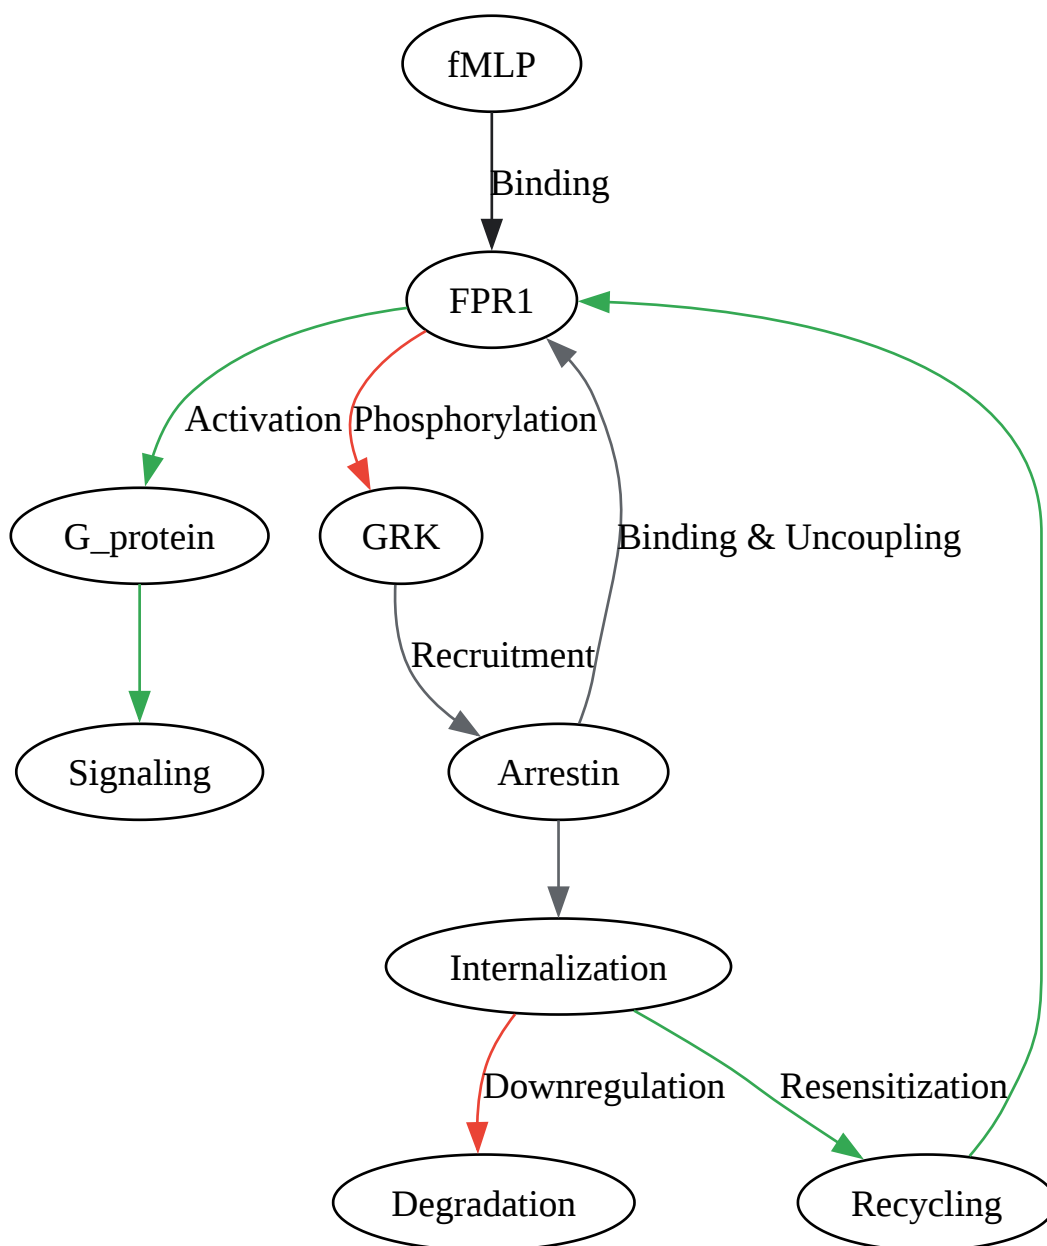 fMLP
Binding
FPR1
Activation
Phosphorylation
G_protein
GRK
Binding & Uncoupling
Recruitment
Signaling
Arrestin
Internalization
Downregulation
Resensitization
Degradation
Recycling